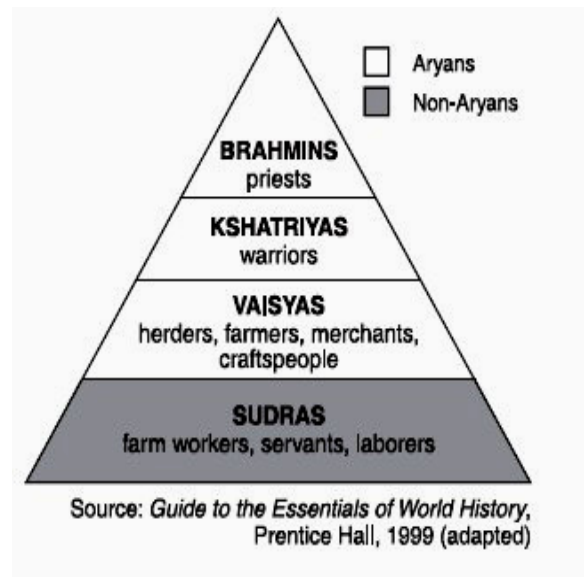 Aryans
Non-Aryans
BRAHMINS
priests
KSHATRIYAS
warriors
VAISYAS
herders, farmers, merchants,
craftspeople
SUDRAS
farm workers, servants, laborers
Source: Guide to the Essentials of World History,
Prentice Hall, 1999 (adapted)